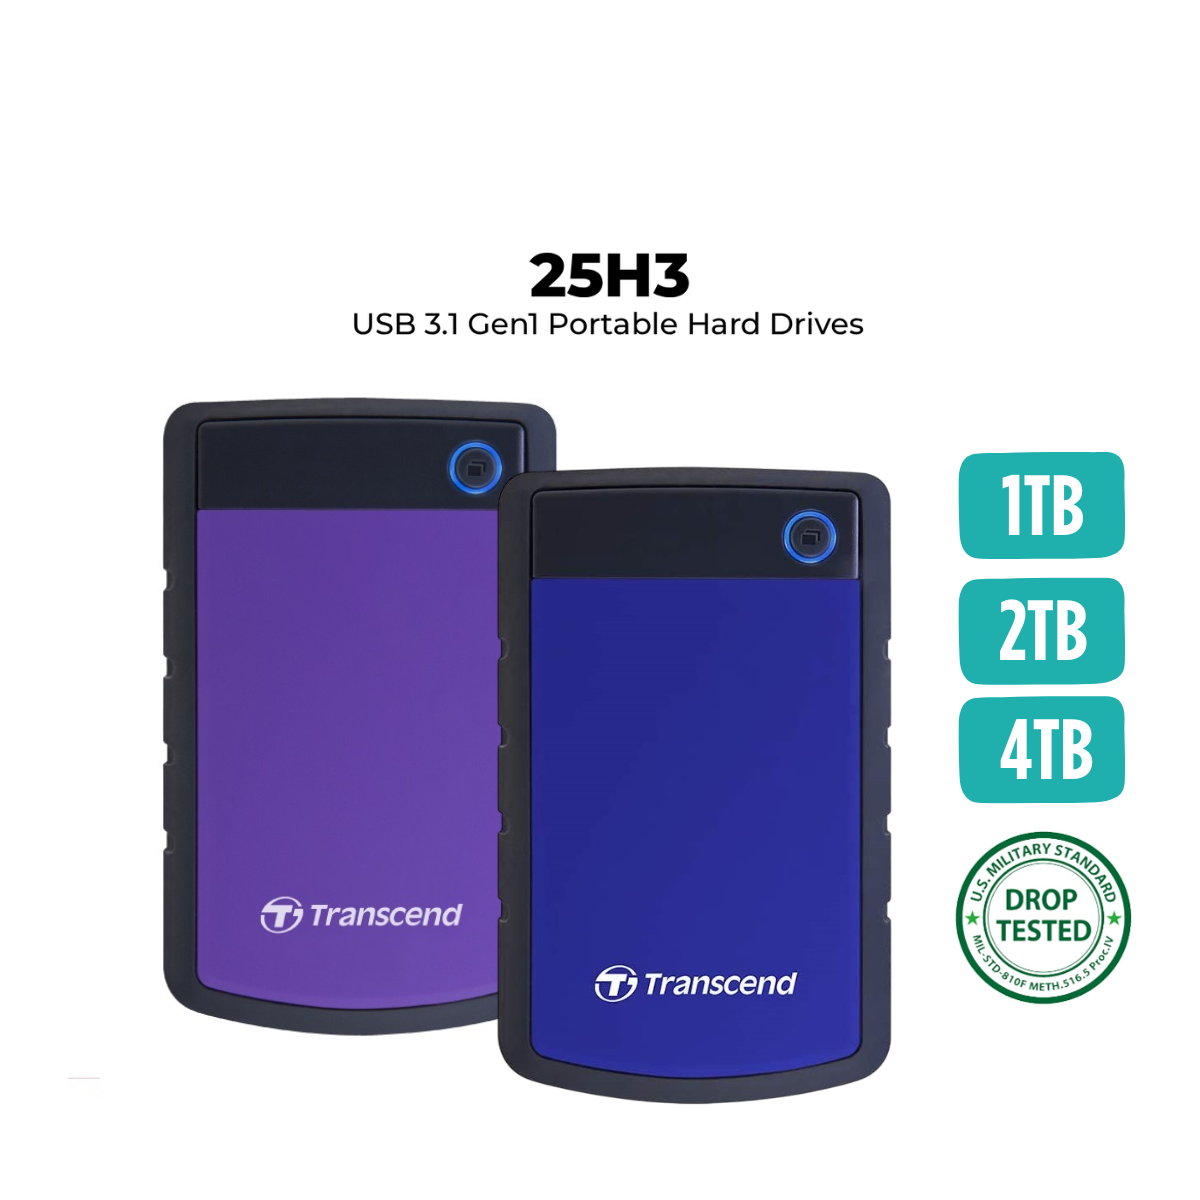 25H3
USB 3.1 Gen1 Portable Hard Drives
Transcend
Transcend
1TB
2TB
4TB
U.S. MILITARY STANDARD
DROP
TESTED
MIL-STD-810F METH.516.5 Proc.IV